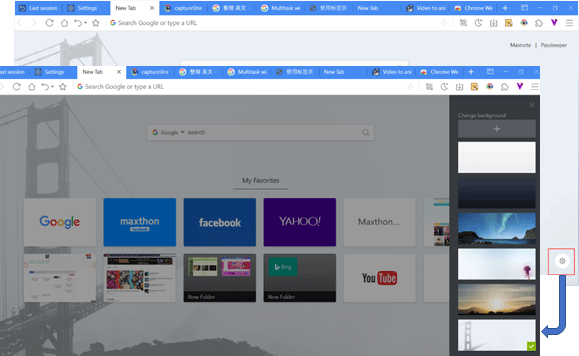 Last session Settings New Tab captureStre 整理 英文 - Multitask wi 使用标签页 New Tab Video to ani Chrome We
Search Google or type a URL
Maxnote | Passkeeper
ast session Settings New Tab captureStre 整理 英文 - Multitask wi 使用标签页 New Tab Video to ani Chrome We
Search Google or type a URL
Change background
Google search
My Favorites
Google maxthon facebook YAHOO! Maxthon...
facebook
bing
New Folder New Folder YouTube